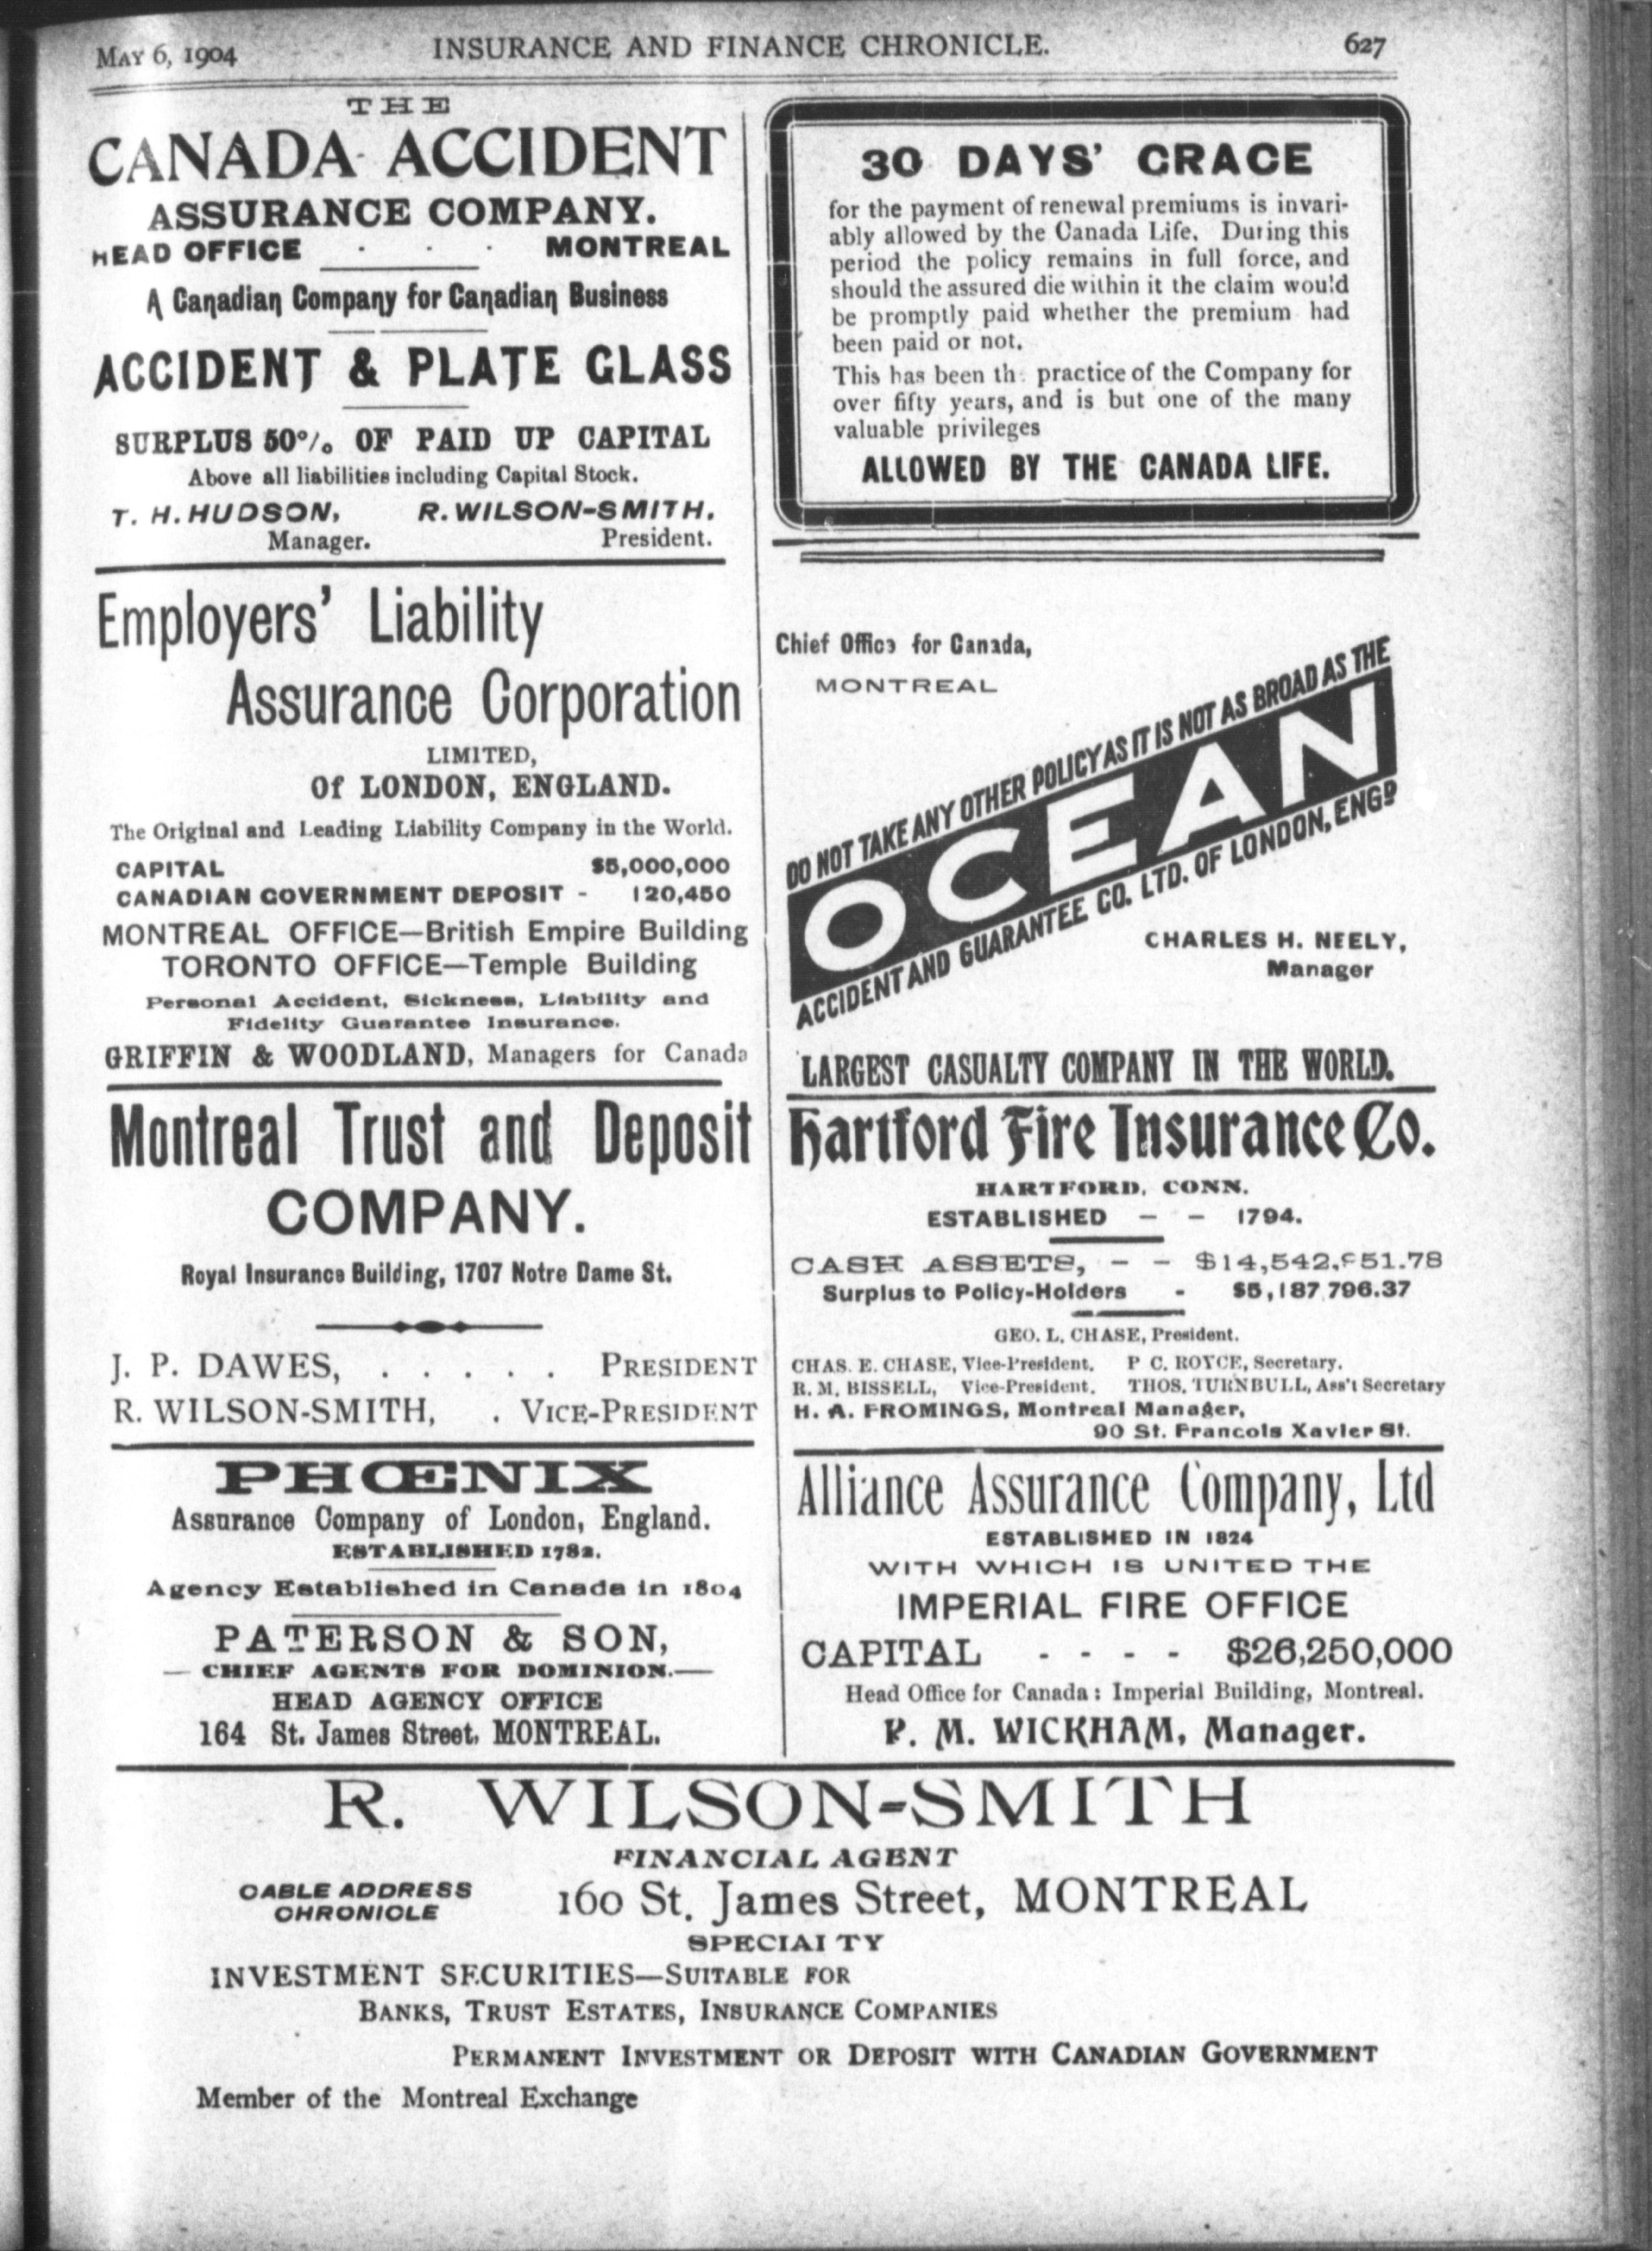 MAY 6, 1904 INSURANCE AND FINANCE CHRONICLE. 627
THE
CANADA ACCIDENT
ASSURANCE COMPANY.
HEAD OFFICE · · · MONTREAL
A Canadian Company for Canadian Business
ACCIDENT & PLATE GLASS
SURPLUS 50% OF PAID UP CAPITAL
Above all liabilities including Capital Stock.
T. H. HUDSON, R. WILSON-SMITH.
Manager. President.
Employers' Liability
Assurance Corporation
LIMITED,
Of LONDON, ENGLAND.
The Original and Leading Liability Company in the World.
CAPITAL $5,000,000
CANADIAN GOVERNMENT DEPOSIT - 120,450
MONTREAL OFFICE—British Empire Building
TORONTO OFFICE—Temple Building
Personal Accident, Sickness, Liability and
Fidelity Guarantee Insurance.
GRIFFIN & WOODLAND, Managers for Canada
Montreal Trust and Deposit
COMPANY.
Royal Insurance Building, 1707 Notre Dame St.
J. P. DAWES, . . . . . PRESIDENT
R. WILSON-SMITH, . VICE-PRESIDENT
PHŒNIX
Assurance Company of London, England.
ESTABLISHED 1782.
Agency Established in Canada in 1804
PATERSON & SON,
— CHIEF AGENTS FOR DOMINION.—
HEAD AGENCY OFFICE
164 St. James Street, MONTREAL.
30 DAYS' GRACE
for the payment of renewal premiums is invari-
ably allowed by the Canada Life. During this
period the policy remains in full force, and
should the assured die within it the claim would
be promptly paid whether the premium had
been paid or not.
This has been the practice of the Company for
over fifty years, and is but one of the many
valuable privileges
ALLOWED BY THE CANADA LIFE.
Chief Office for Canada,
MONTREAL
DO NOT TAKE ANY OTHER POLICY AS IT IS NOT AS BROAD AS THE
OCEAN
ACCIDENT AND GUARANTEE CO. LTD. OF LONDON, ENGD
CHARLES H. NEELY,
Manager
LARGEST CASUALTY COMPANY IN THE WORLD.
Hartford Fire Insurance Co.
HARTFORD, CONN.
ESTABLISHED - - 1794.
CASH ASSETS, - -
Surplus to Policy-Holders - $5,187,796.37
GEO. L. CHASE, President.
CHAS. E. CHASE, Vice-President. P C. ROYCE, Secretary.
R. M. BISSELL, Vice-President. THOS. TURNBULL, Ass't Secretary
H. A. FROMINGS, Montreal Manager,
90 St. Francois Xavier St.
Alliance Assurance Company, Ltd
ESTABLISHED IN 1824
WITH WHICH IS UNITED THE
IMPERIAL FIRE OFFICE
CAPITAL - - - - $26,250,000
Head Office for Canada: Imperial Building, Montreal.
P. M. WICKHAM, Manager.
R. WILSON-SMITH
FINANCIAL AGENT
CABLE ADDRESS
CHRONICLE
160 St. James Street, MONTREAL
SPECIALTY
INVESTMENT SECURITIES—SUITABLE FOR
BANKS, TRUST ESTATES, INSURANCE COMPANIES
PERMANENT INVESTMENT OR DEPOSIT WITH CANADIAN GOVERNMENT
Member of the Montreal Exchange